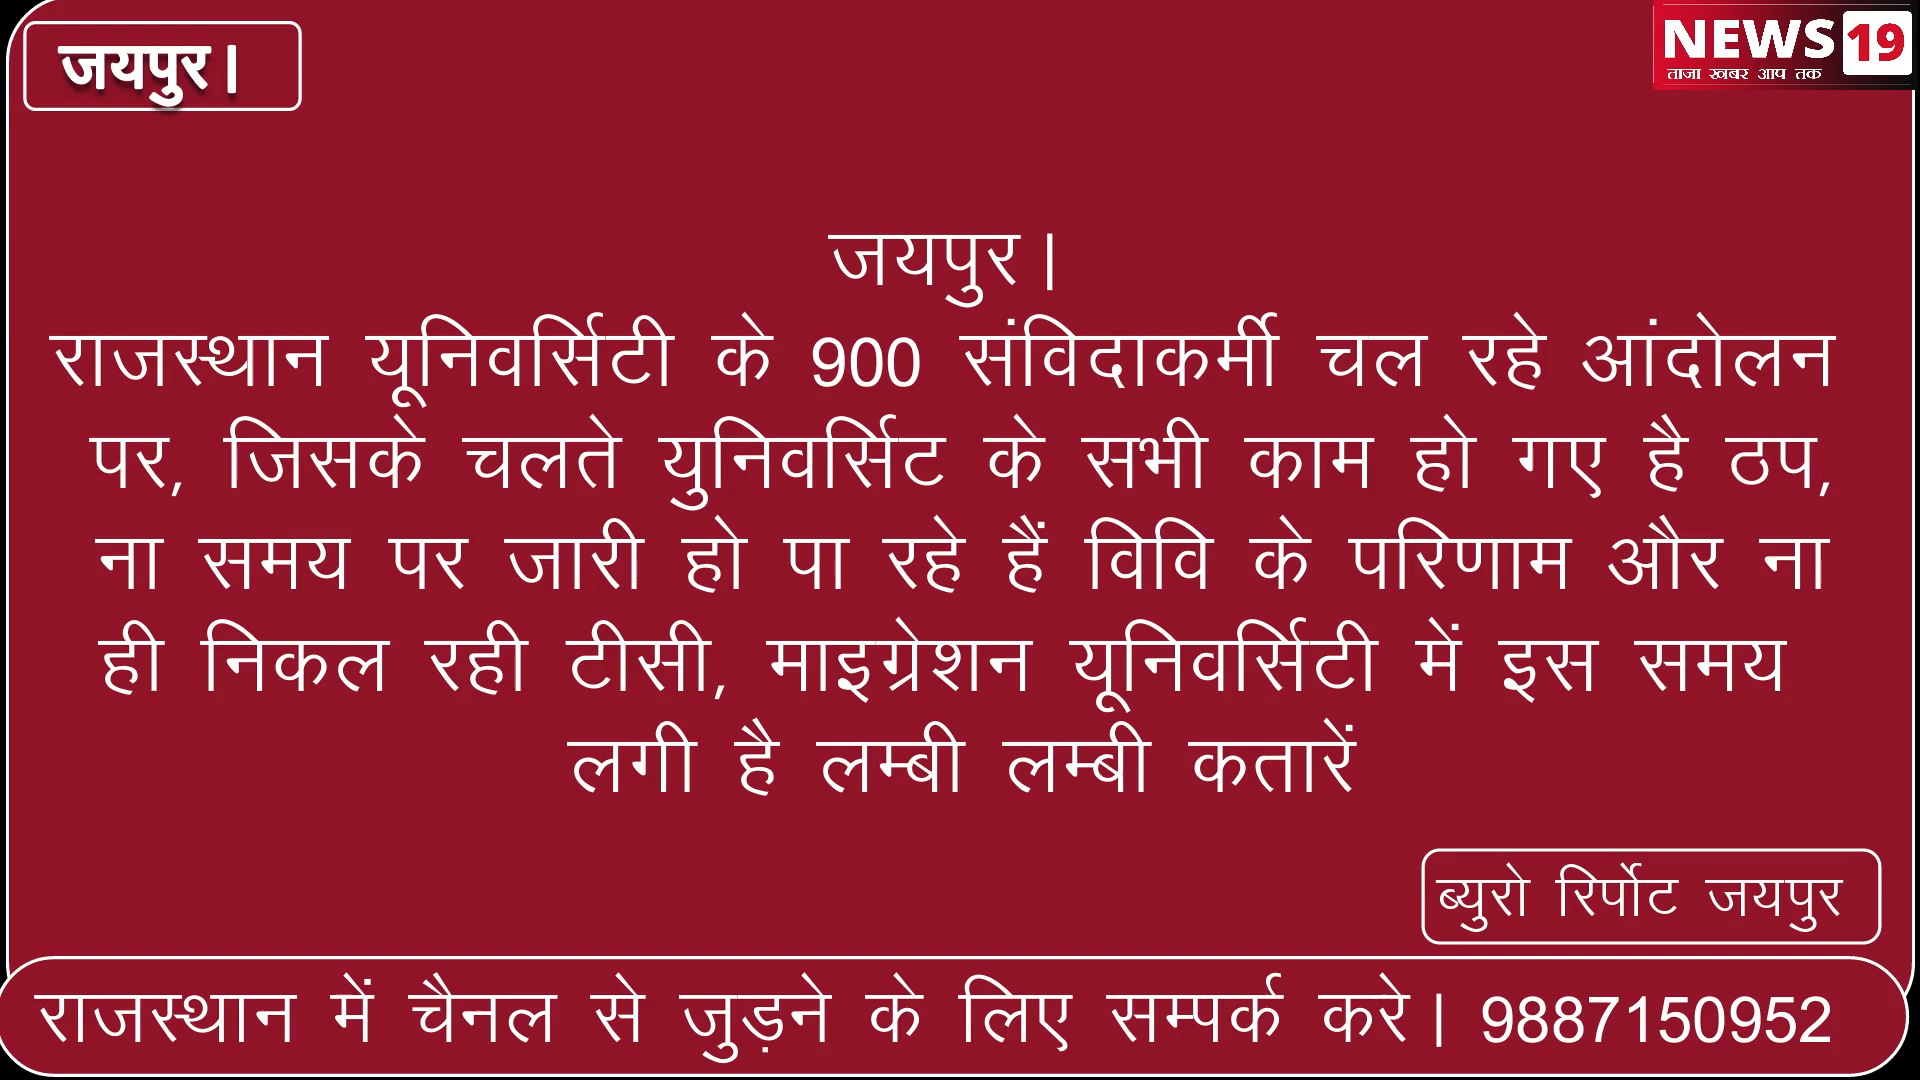 जयपुर।
NEWS 19
ताजा खबर आप तक
जयपुर।
राजस्थान यूनिवर्सिटी के 900 संविदाकर्मी चल रहे आंदोलन
पर, जिसके चलते युनिवर्सिट के सभी काम हो गए है ठप,
ना समय पर जारी हो पा रहे हैं विवि के परिणाम और ना
ही निकल रही टीसी, माइग्रेशन यूनिवर्सिटी में इस समय
लगी है लम्बी लम्बी कतारें
ब्युरो रिर्पोट जयपुर
राजस्थान में चैनल से जुड़ने के लिए सम्पर्क करे। 9887150952